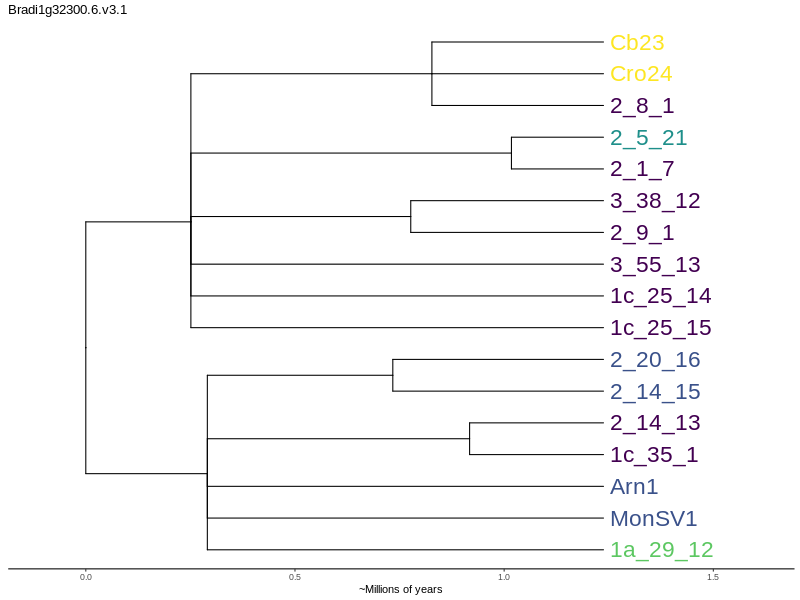 Bradi1g32300.6.v3.1
Cb23
Cro24
2_8_1
2_5_21
2_1_7
3_38_12
2_9_1
3_55_13
1c_25_14
1c_25_15
2_20_16
2_14_15
2_14_13
1c_35_1
Arn1
MonSV1
1a_29_12
0.0 0.5 1.0 1.5
~Millions of years